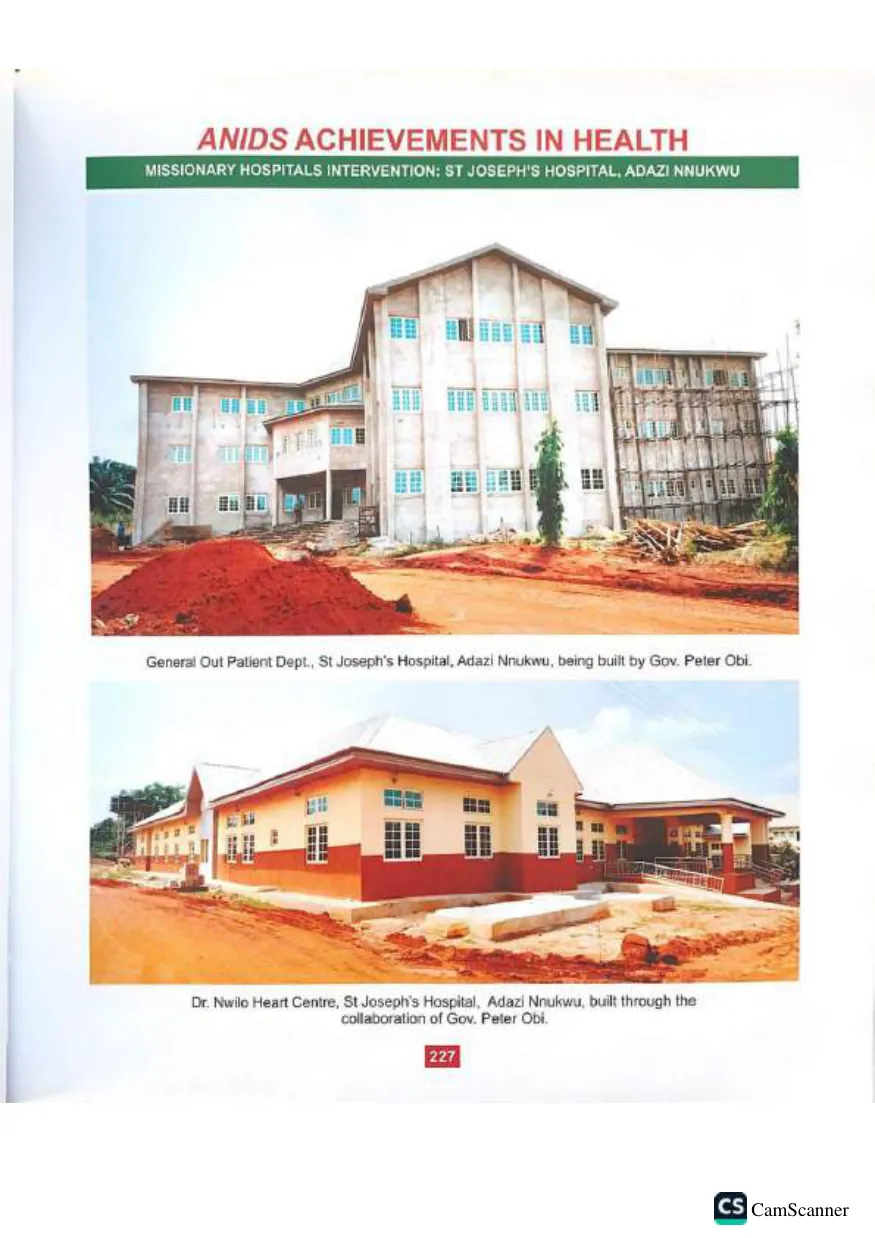 ANIDS ACHIEVEMENTS IN HEALTH
MISSIONARY HOSPITALS INTERVENTION: ST JOSEPH'S HOSPITAL, ADAZI NNUKWU
General Out Patient Dept., St Joseph's Hospital, Adazi Nnukwu, being built by Gov. Peter Obi.
Dr. Nwilo Heart Centre, St Joseph's Hospital, Adazi Nnukwu, built through the
collaboration of Gov. Peter Obi.
227
CS CamScanner